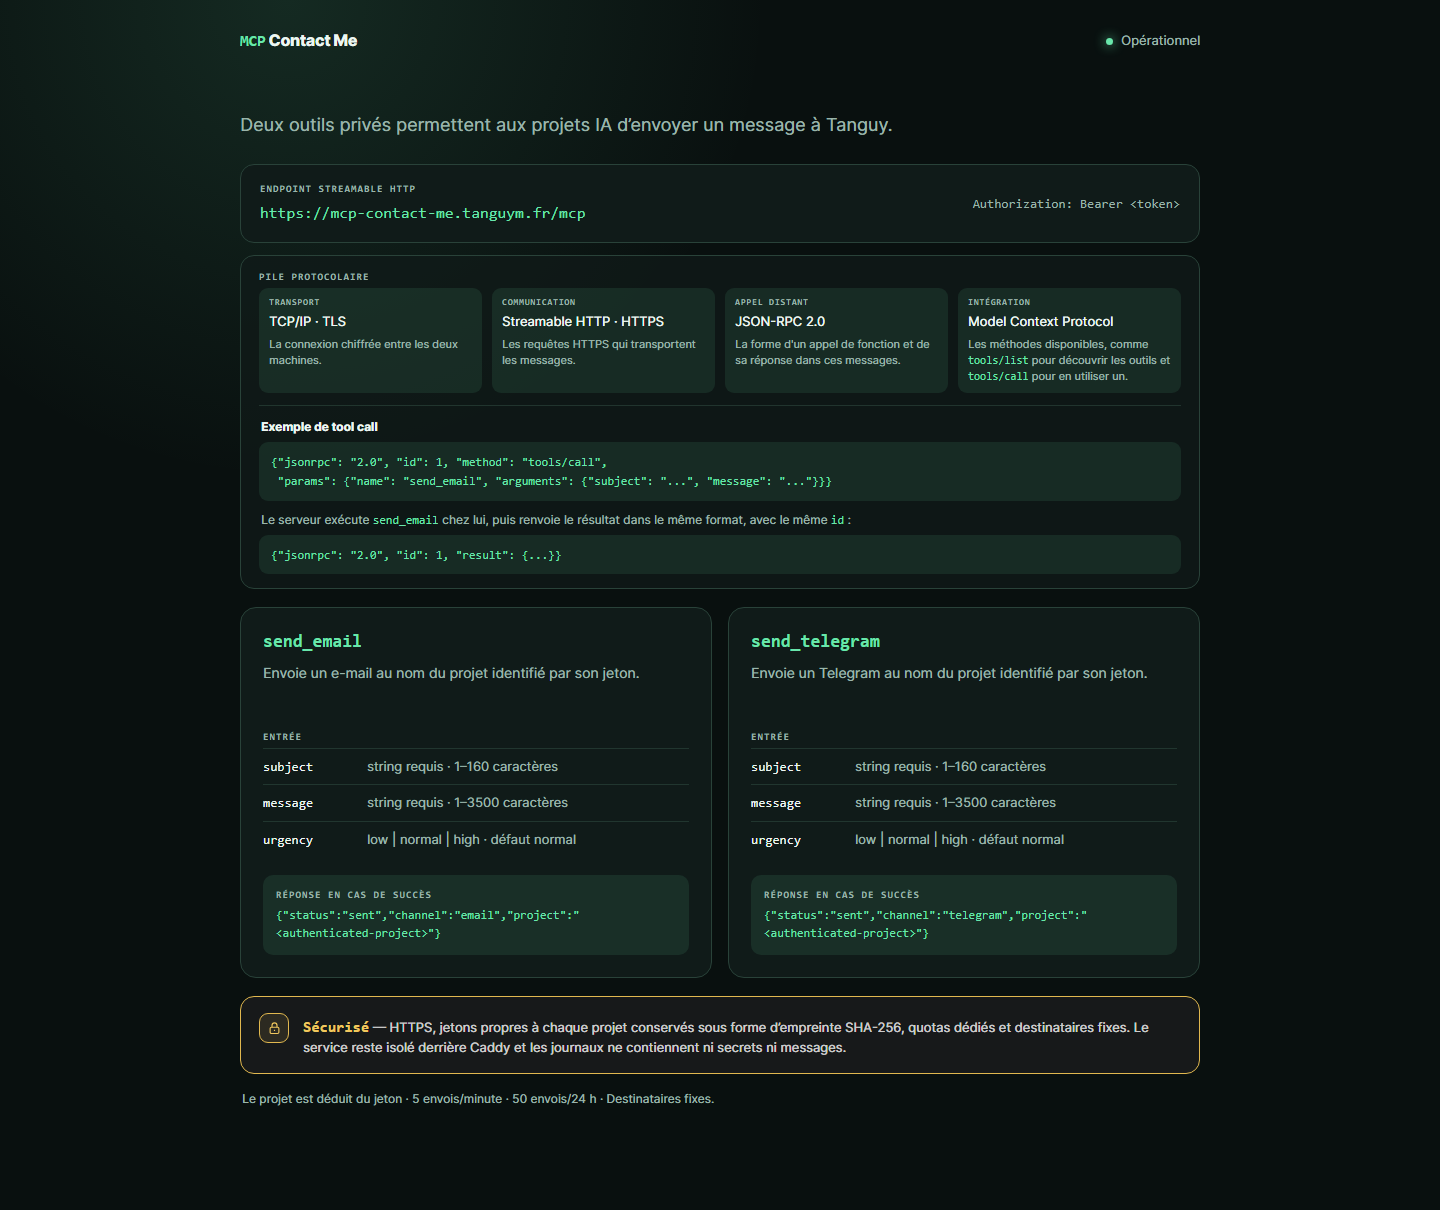 MCP Contact Me
Opérationnel
Deux outils privés permettent aux projets IA d’envoyer un message à Tanguy.
ENDPOINT STREAMABLE HTTP
https://mcp-contact-me.tanguym.fr/mcp
Authorization: Bearer <token>
PILE PROTOCOLAIRE
TRANSPORT
TCP/IP · TLS
La connexion chiffrée entre les deux
machines.
COMMUNICATION
Streamable HTTP · HTTPS
Les requêtes HTTPS qui transportent
les messages.
APPEL DISTANT
JSON-RPC 2.0
La forme d'un appel de fonction et de
sa réponse dans ces messages.
INTÉGRATION
Model Context Protocol
Les méthodes disponibles, comme
tools/list pour découvrir les outils et
tools/call pour en utiliser un.
Exemple de tool call
{"jsonrpc": "2.0", "id": 1, "method": "tools/call",
"params": {"name": "send_email", "arguments": {"subject": "...", "message": "..."}}}
Le serveur exécute send_email chez lui, puis renvoie le résultat dans le même format, avec le même id :
{"jsonrpc": "2.0", "id": 1, "result": {...}}
send_email
Envoie un e-mail au nom du projet identifié par son jeton.
ENTRÉE
subject string requis · 1–160 caractères
message string requis · 1–3500 caractères
urgency low | normal | high · défaut normal
RÉPONSE EN CAS DE SUCCÈS
{"status":"sent","channel":"email","project":"
<authenticated-project>"}
send_telegram
Envoie un Telegram au nom du projet identifié par son jeton.
ENTRÉE
subject string requis · 1–160 caractères
message string requis · 1–3500 caractères
urgency low | normal | high · défaut normal
RÉPONSE EN CAS DE SUCCÈS
{"status":"sent","channel":"telegram","project":"
<authenticated-project>"}
Sécurisé — HTTPS, jetons propres à chaque projet conservés sous forme d’empreinte SHA-256, quotas dédiés et destinataires fixes. Le
service reste isolé derrière Caddy et les journaux ne contiennent ni secrets ni messages.
Le projet est déduit du jeton · 5 envois/minute · 50 envois/24 h · Destinataires fixes.